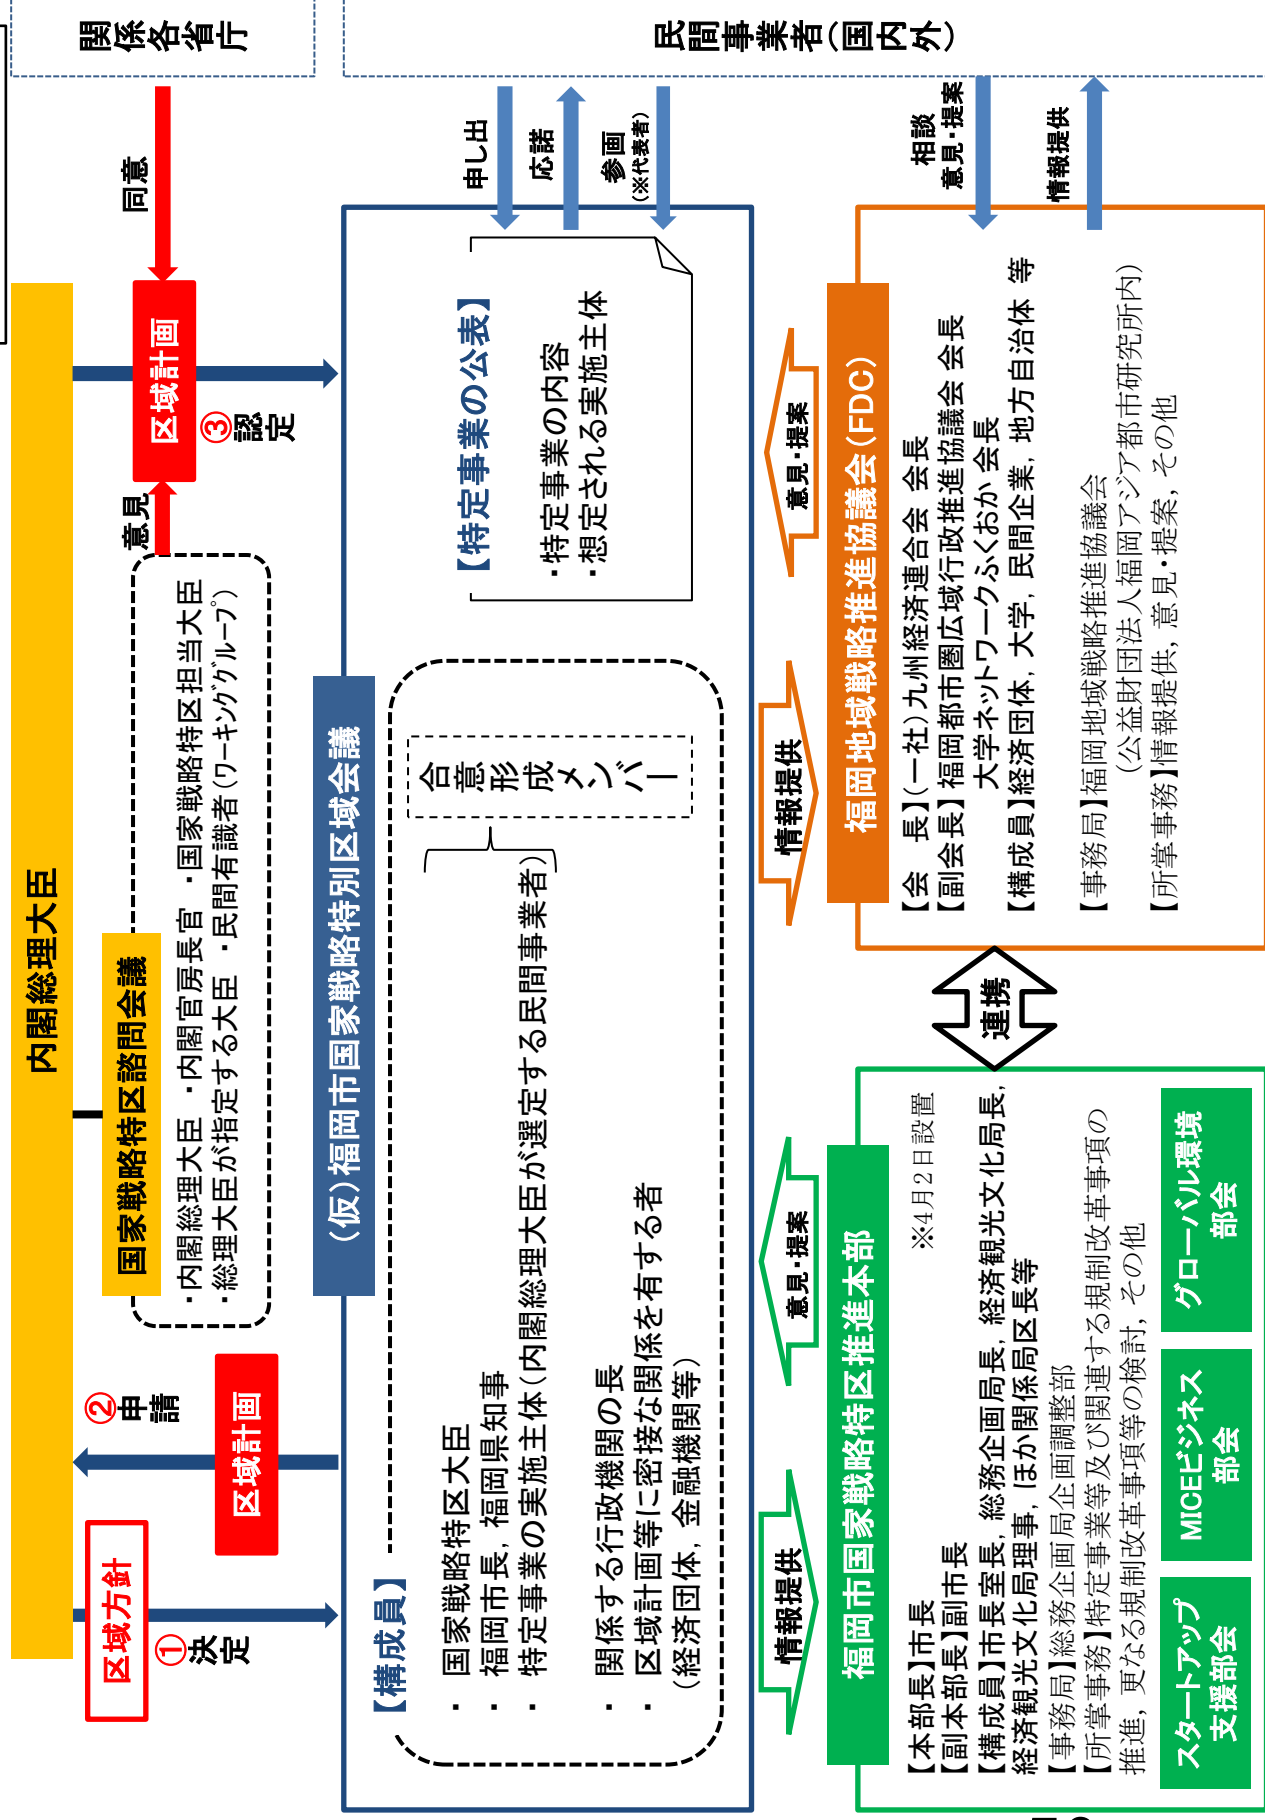 内閣総理大臣
区域方針
①決定
②申請
区域計画
国家戦略特区諮問会議
・内閣総理大臣 ・内閣官房長官 ・国家戦略特区担当大臣
・総理大臣が指定する大臣 ・民間有識者(ワーキンググループ)
意見
区域計画
③認定
同意
関係各省庁
(仮)福岡市国家戦略特別区域会議
【構成員】
・ 国家戦略特区大臣
・ 福岡市長，福岡県知事
・ 特定事業の実施主体(内閣総理大臣が選定する民間事業者)
合意形成メンバー
・ 関係する行政機関の長
・ 区域計画等に密接な関係を有する者
(経済団体，金融機関等)
【特定事業の公表】
・特定事業の内容
・想定される実施主体
申し出
応諾
参画
(※代表者)
民間事業者(国内外)
情報提供
意見・提案
情報提供
意見・提案
福岡市国家戦略特区推進本部
※4月2日設置
【本部長】市長
【副本部長】副市長
【構成員】市長室長，総務企画局長，経済観光文化局長，
経済観光文化局理事，ほか関係局区長等
【事務局】総務企画局企画調整部
【所掌事務】特定事業等及び関連する規制改革事項の
推進，更なる規制改革事項等の検討，その他
スタートアップ
支援部会
MICEビジネス
部会
グローバル環境
部会
連携
福岡地域戦略推進協議会(FDC)
【会　長】(一社)九州経済連合会 会長
【副会長】福岡都市圏広域行政推進協議会 会長
大学ネットワークふくおか 会長
【構成員】経済団体，大学，民間企業，地方自治体 等
【事務局】福岡地域戦略推進協議会
(公益財団法人福岡アジア都市研究所内)
【所掌事務】情報提供，意見・提案，その他
相談
意見・提案
情報提供